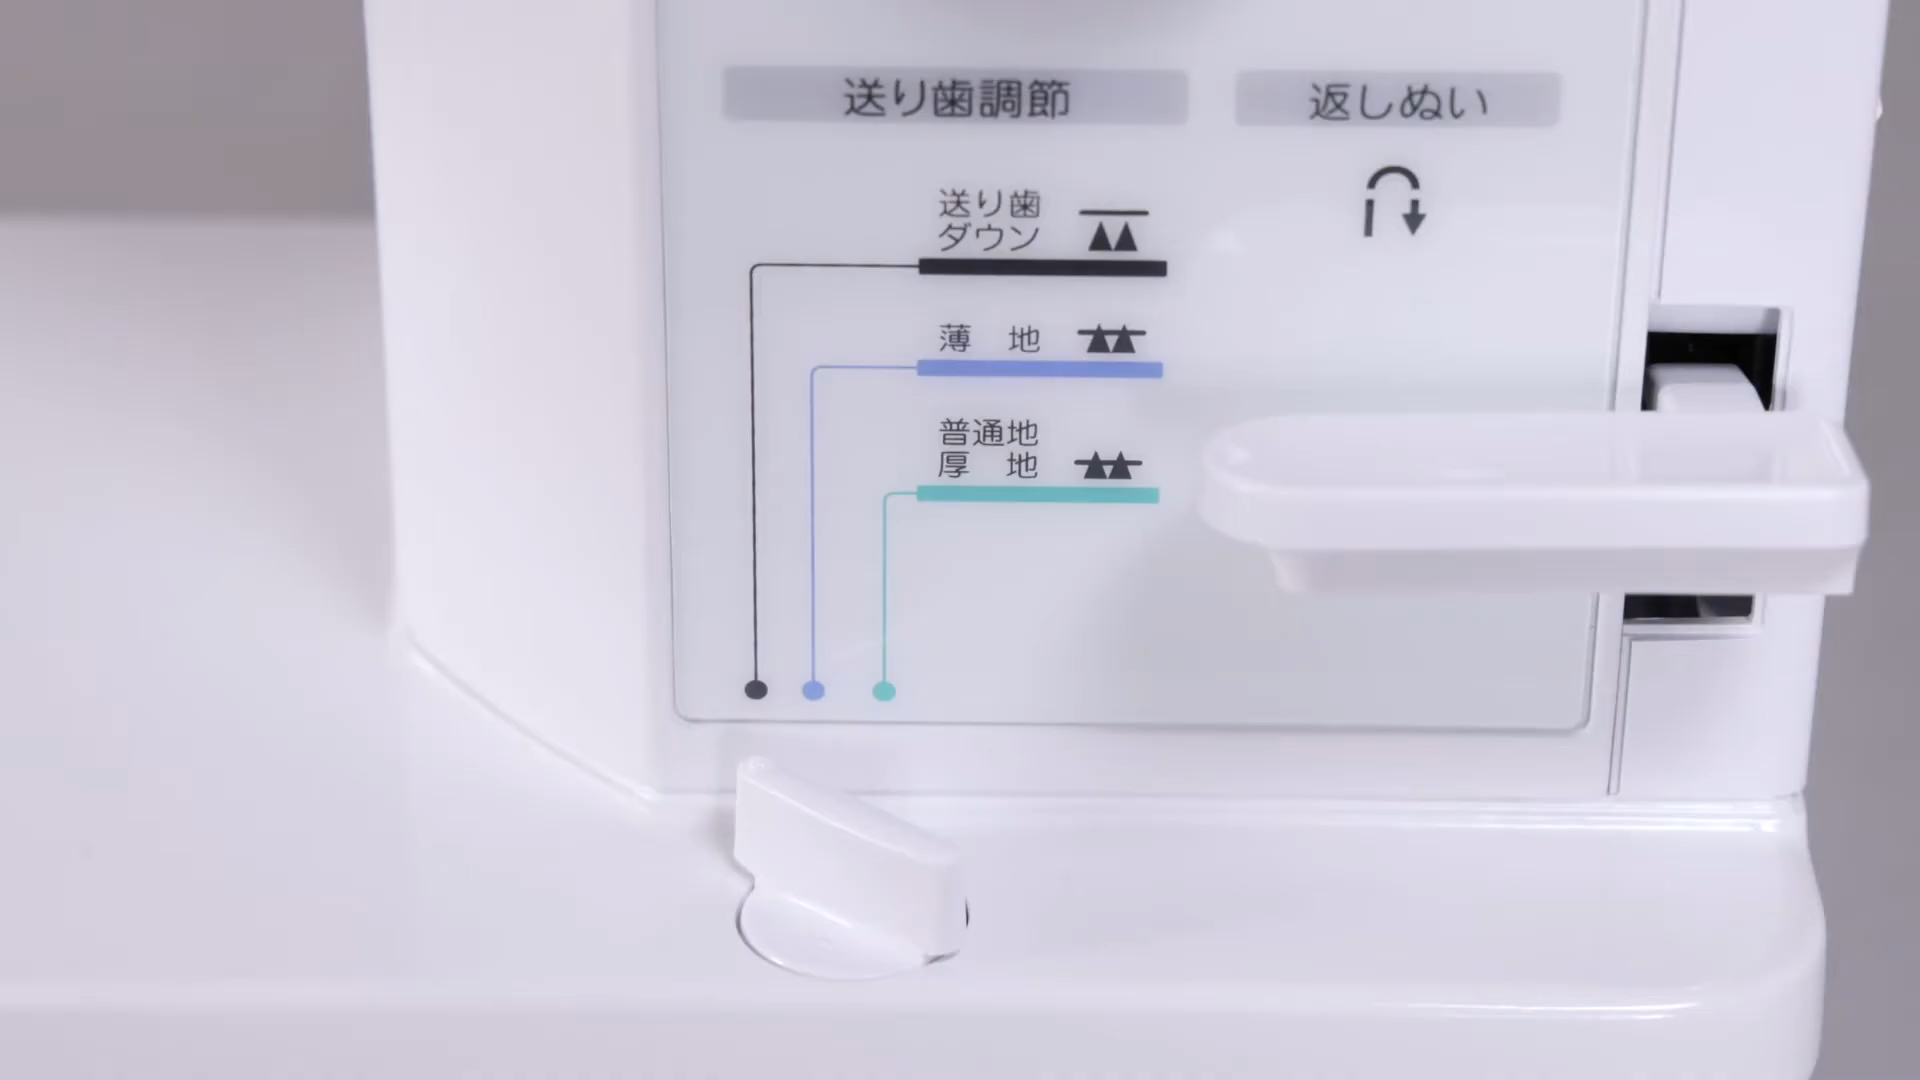 送り歯調節
返しぬい
送り歯
ダウン
薄 地
普通地
厚 地